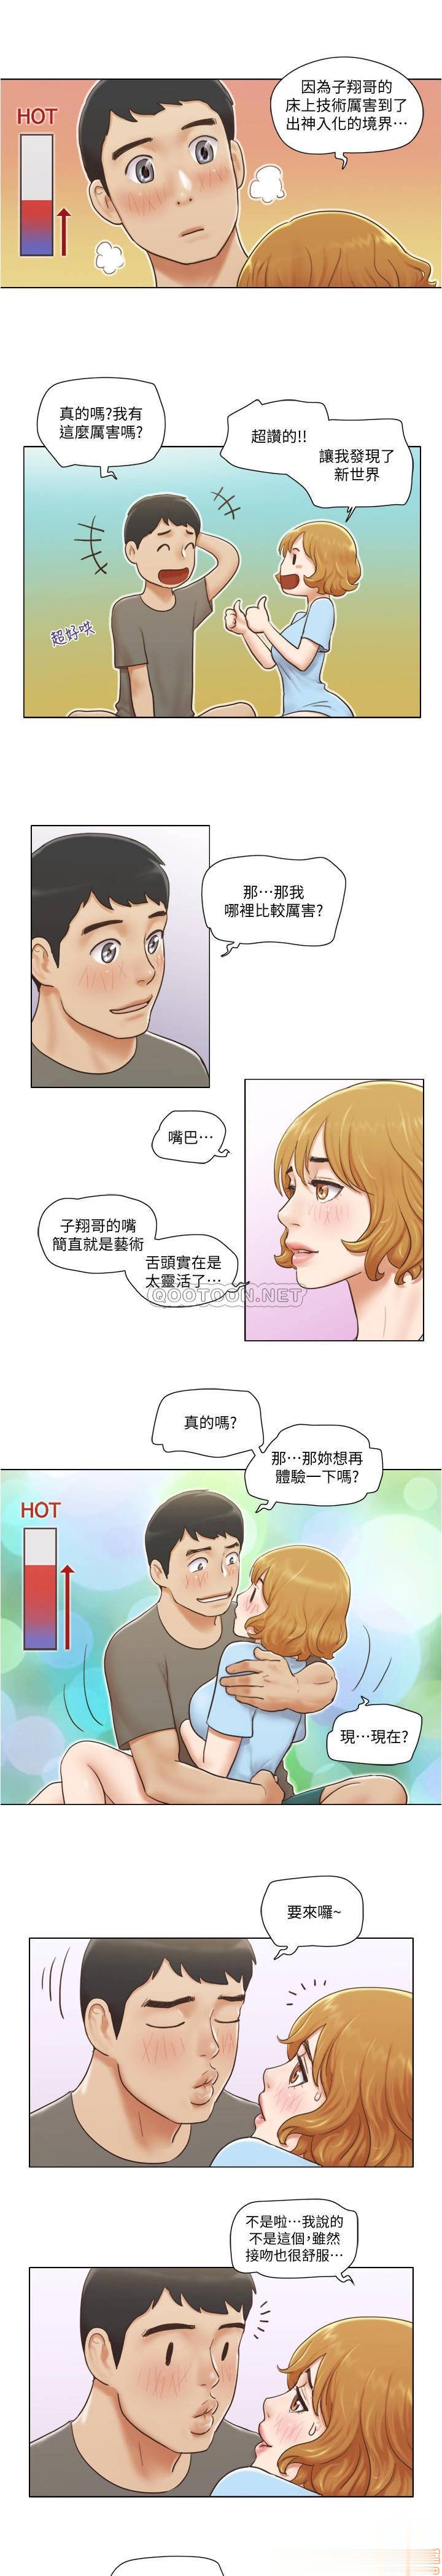 因為子翔哥的
床上技術厲害到了
出神入化的境界…
HOT
真的嗎?我有
這麼厲害嗎?
超讚的!!
讓我發現了
新世界
超好哄
那…那我
哪裡比較厲害?
嘴巴…
子翔哥的嘴
簡直就是藝術
舌頭實在是
太靈活了…
QOOTOON.NET
真的嗎?
那…那妳想再
體驗一下嗎?
HOT
現…現在?
要來囉~
不是啦…我說的
不是這個,雖然
接吻也很舒服…